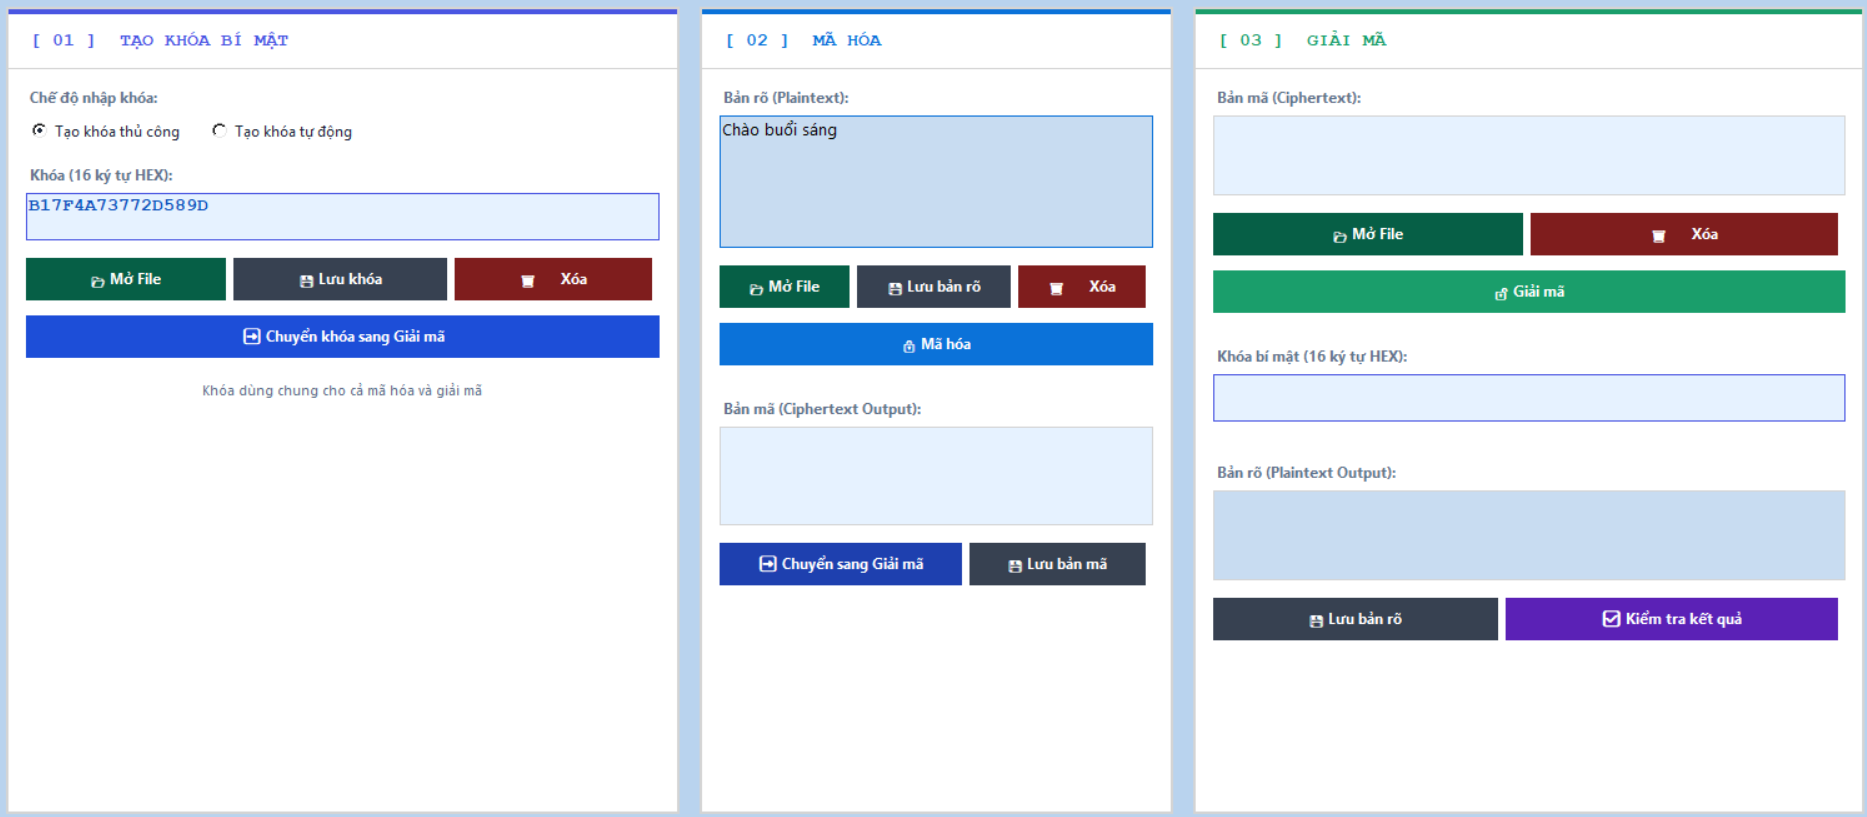 [ 01 ] TẠO KHÓA BÍ MẬT
Chế độ nhập khóa:
Tạo khóa thủ công Tạo khóa tự động
Khóa (16 ký tự HEX):
B17F4A73772D589D
Mở File Lưu khóa Xóa
Chuyển khóa sang Giải mã
Khóa dùng chung cho cả mã hóa và giải mã
[ 02 ] MÃ HÓA
Bản rõ (Plaintext):
Chào buổi sáng
Mở File Lưu bản rõ Xóa
Mã hóa
Bản mã (Ciphertext Output):
Chuyển sang Giải mã Lưu bản mã
[ 03 ] GIẢI MÃ
Bản mã (Ciphertext):
Mở File Xóa
Giải mã
Khóa bí mật (16 ký tự HEX):
Bản rõ (Plaintext Output):
Lưu bản rõ Kiểm tra kết quả